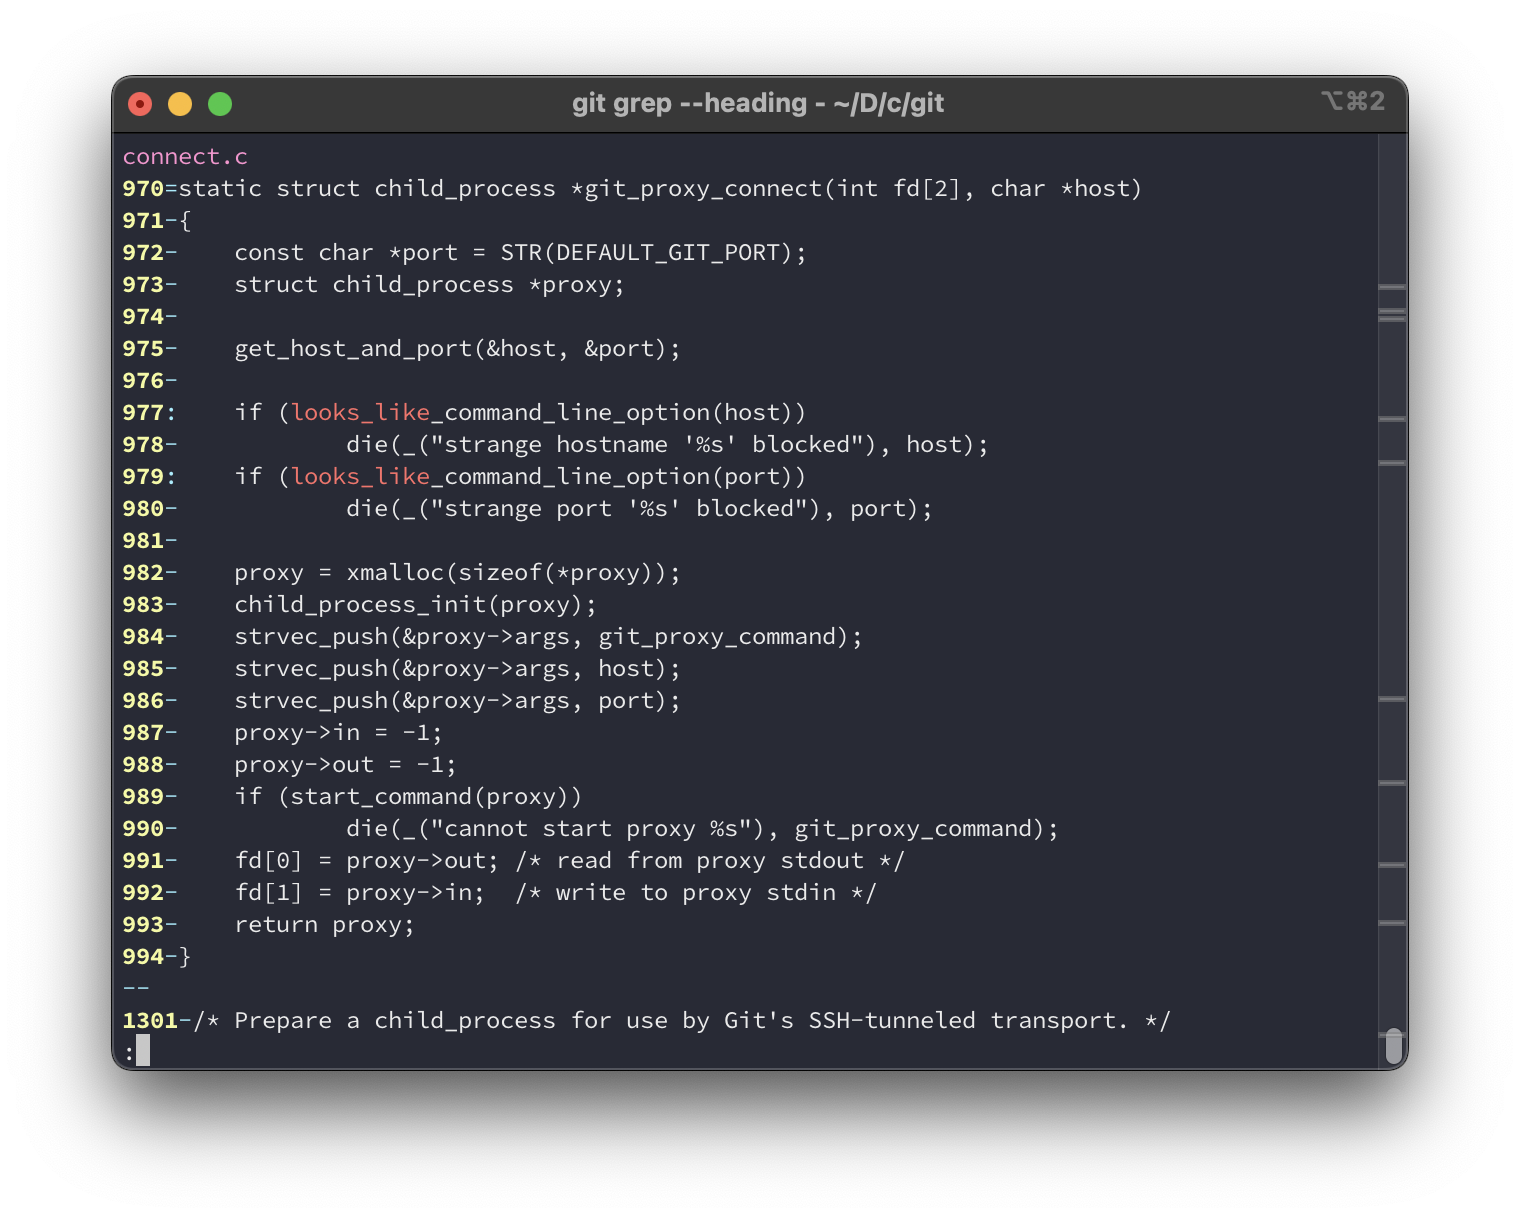 git grep --heading - ~/D/c/git ⌥⌘2
connect.c
970=static struct child_process *git_proxy_connect(int fd[2], char *host)
971-{
972-    const char *port = STR(DEFAULT_GIT_PORT);
973-    struct child_process *proxy;
974-
975-    get_host_and_port(&host, &port);
976-
977:    if (looks_like_command_line_option(host))
978-            die(_("strange hostname '%s' blocked"), host);
979:    if (looks_like_command_line_option(port))
980-            die(_("strange port '%s' blocked"), port);
981-
982-    proxy = xmalloc(sizeof(*proxy));
983-    child_process_init(proxy);
984-    strvec_push(&proxy->args, git_proxy_command);
985-    strvec_push(&proxy->args, host);
986-    strvec_push(&proxy->args, port);
987-    proxy->in = -1;
988-    proxy->out = -1;
989-    if (start_command(proxy))
990-            die(_("cannot start proxy %s"), git_proxy_command);
991-    fd[0] = proxy->out; /* read from proxy stdout */
992-    fd[1] = proxy->in;  /* write to proxy stdin */
993-    return proxy;
994-}
--
1301-/* Prepare a child_process for use by Git's SSH-tunneled transport. */
: